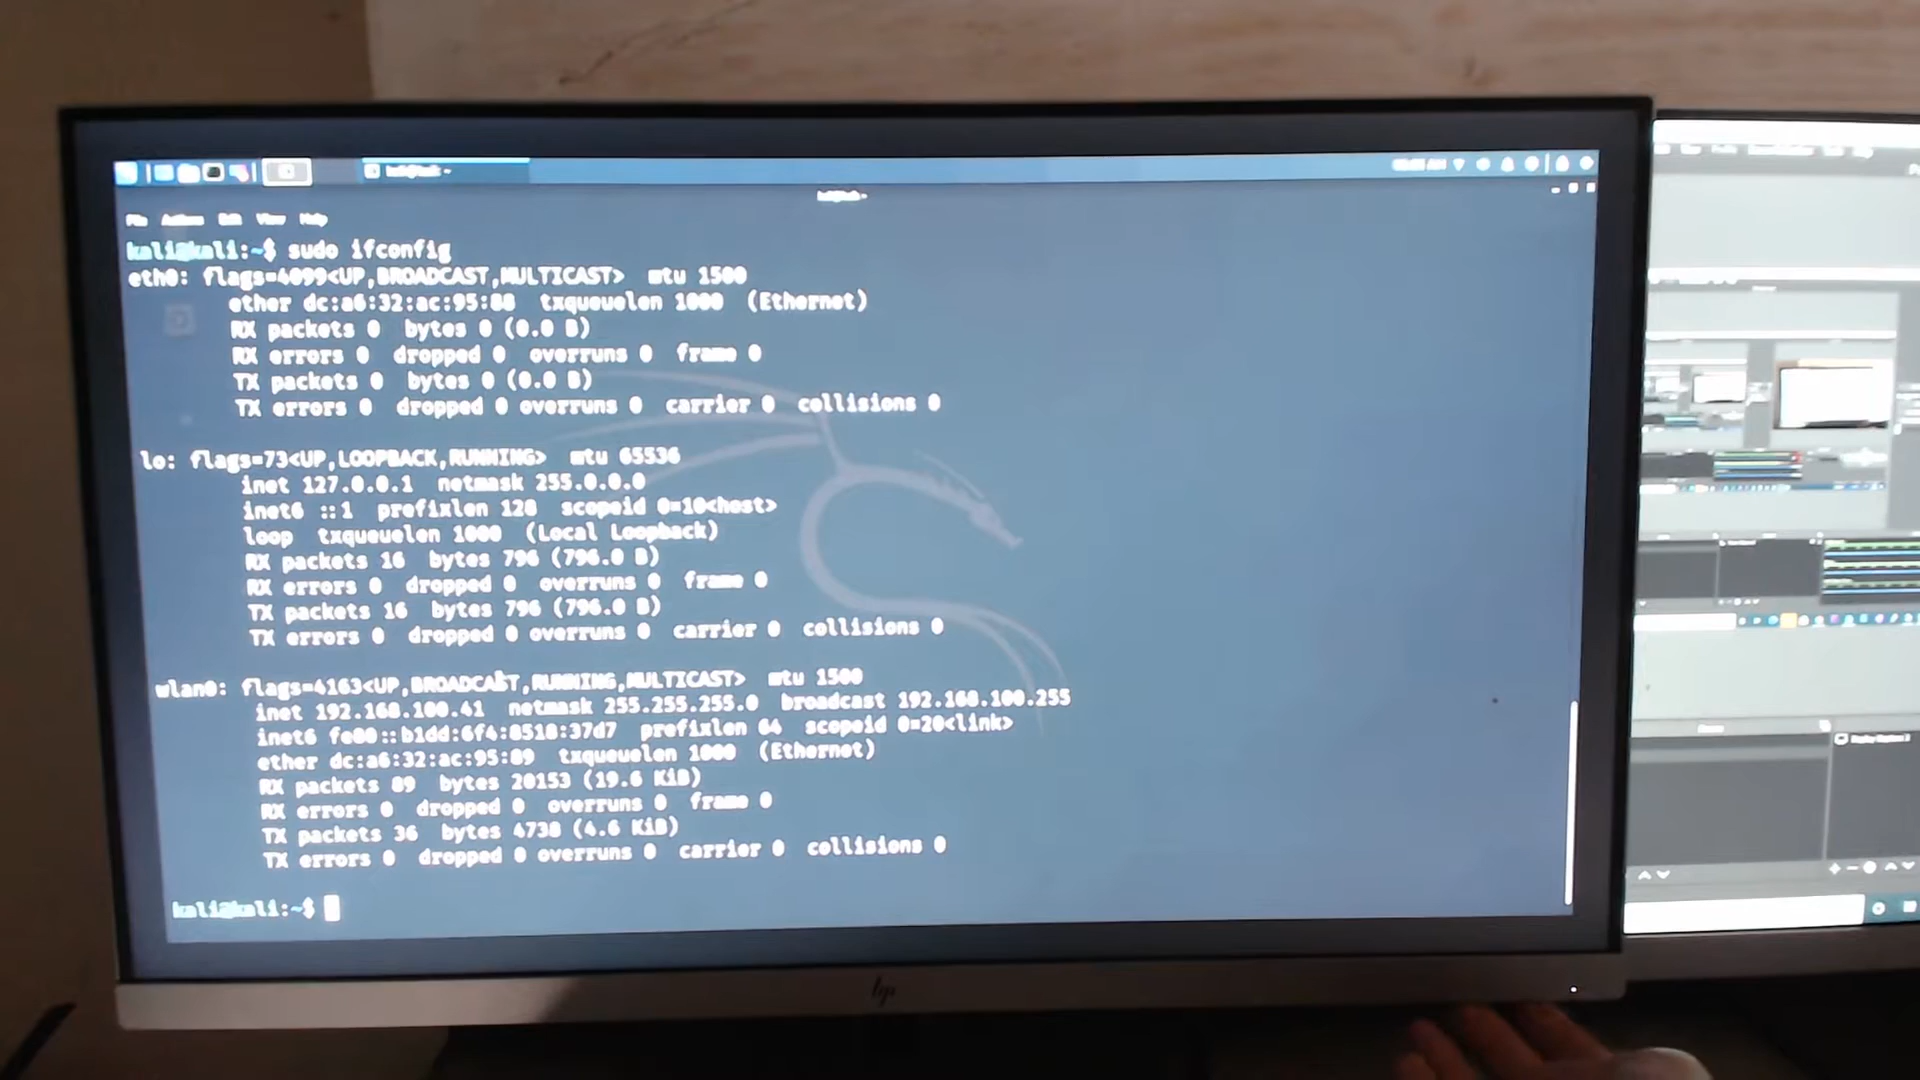 File Actions Edit View Help
kali@kali:~$ sudo ifconfig
eth0: flags=4099<UP,BROADCAST,MULTICAST> mtu 1500
ether dc:a6:32:ac:95:88 txqueuelen 1000 (Ethernet)
RX packets 0 bytes 0 (0.0 B)
RX errors 0 dropped 0 overruns 0 frame 0
TX packets 0 bytes 0 (0.0 B)
TX errors 0 dropped 0 overruns 0 carrier 0 collisions 0
lo: flags=73<UP,LOOPBACK,RUNNING> mtu 65536
inet 127.0.0.1 netmask 255.0.0.0
inet6 ::1 prefixlen 128 scopeid 0x10<host>
loop txqueuelen 1000 (Local Loopback)
RX packets 16 bytes 796 (796.0 B)
RX errors 0 dropped 0 overruns 0 frame 0
TX packets 16 bytes 796 (796.0 B)
TX errors 0 dropped 0 overruns 0 carrier 0 collisions 0
wlan0: flags=4163<UP,BROADCAST,RUNNING,MULTICAST> mtu 1500
inet 192.168.100.41 netmask 255.255.255.0 broadcast 192.168.100.255
inet6 fe80::b1dd:6f4:8518:37d7 prefixlen 64 scopeid 0x20<link>
ether dc:a6:32:ac:95:89 txqueuelen 1000 (Ethernet)
RX packets 89 bytes 20153 (19.6 KiB)
RX errors 0 dropped 0 overruns 0 frame 0
TX packets 36 bytes 4738 (4.6 KiB)
TX errors 0 dropped 0 overruns 0 carrier 0 collisions 0
kali@kali:~$
hp